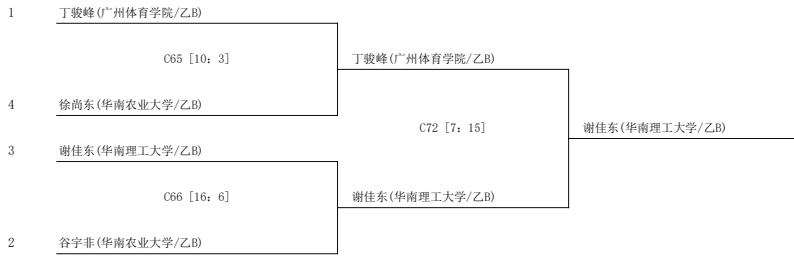 1 丁骏峰(广州体育学院/乙B)
C65 [10：3] 丁骏峰(广州体育学院/乙B)
4 徐尚东(华南农业大学/乙B)
C72 [7：15] 谢佳东(华南理工大学/乙B)
3 谢佳东(华南理工大学/乙B)
C66 [16：6] 谢佳东(华南理工大学/乙B)
2 谷宇非(华南农业大学/乙B)